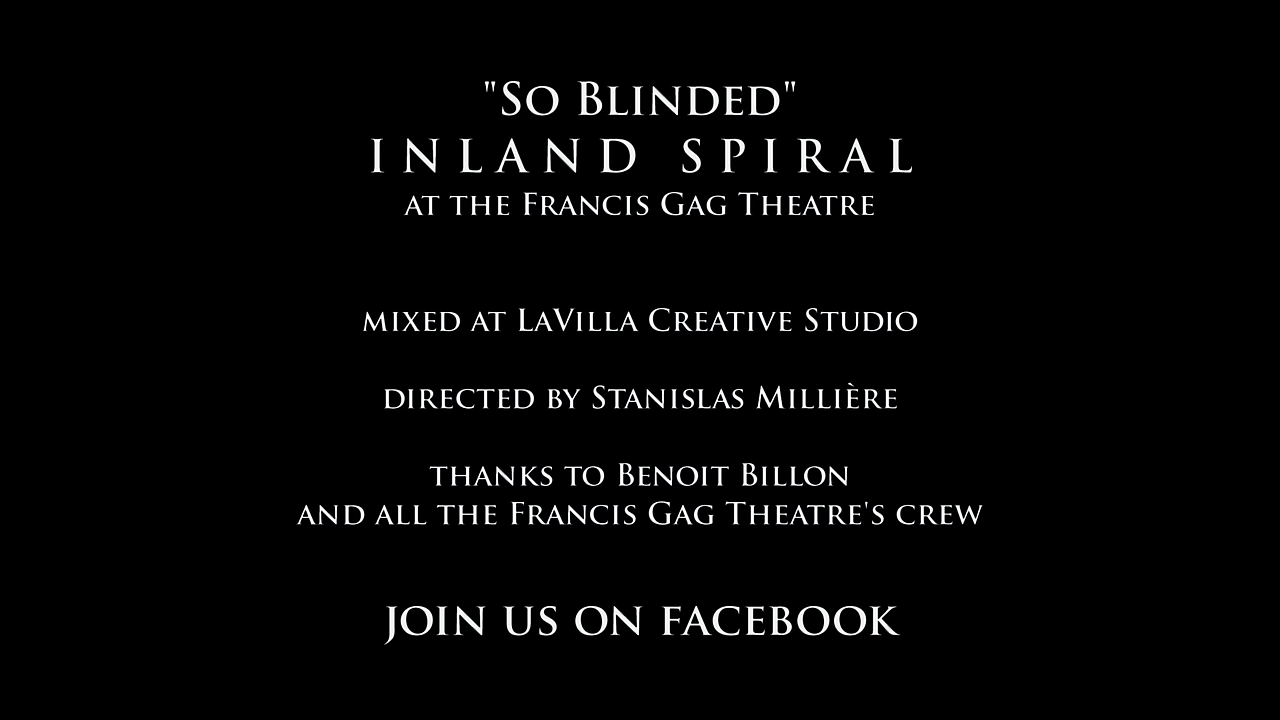 "So Blinded"
INLAND SPIRAL
at the Francis Gag Theatre
mixed at LaVilla Creative Studio
directed by Stanislas Millière
thanks to Benoit Billon
and all the Francis Gag Theatre's crew
JOIN US ON FACEBOOK